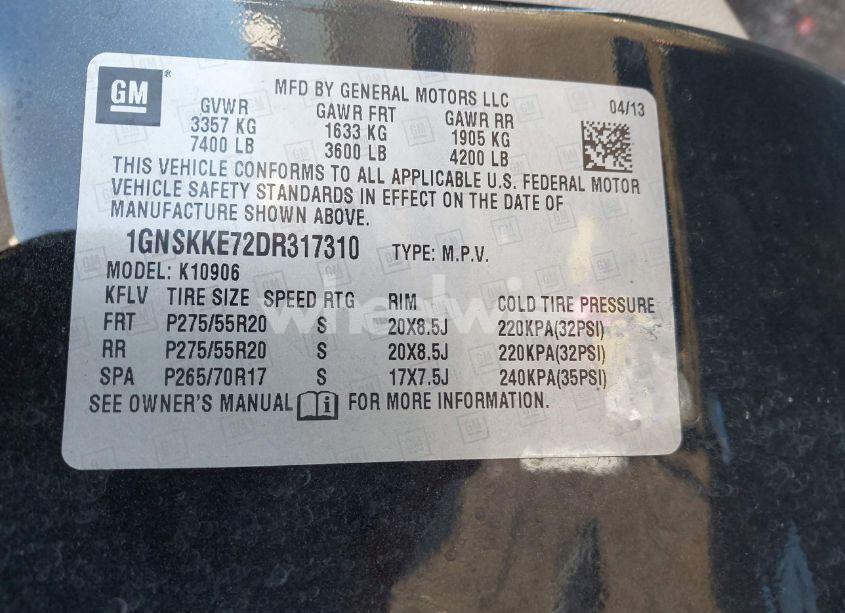 GM
MFD BY GENERAL MOTORS LLC
04/13
GVWR GAWR FRT GAWR RR
3357 KG 1633 KG 1905 KG
7400 LB 3600 LB 4200 LB
THIS VEHICLE CONFORMS TO ALL APPLICABLE U.S. FEDERAL MOTOR
VEHICLE SAFETY STANDARDS IN EFFECT ON THE DATE OF
MANUFACTURE SHOWN ABOVE.
1GNSKKE72DR317310 TYPE: M.P.V.
MODEL: K10906
KFLV TIRE SIZE SPEED RTG RIM COLD TIRE PRESSURE
FRT P275/55R20 S 20X8.5J 220KPA(32PSI)
RR P275/55R20 S 20X8.5J 220KPA(32PSI)
SPA P265/70R17 S 17X7.5J 240KPA(35PSI)
SEE OWNER'S MANUAL FOR MORE INFORMATION.